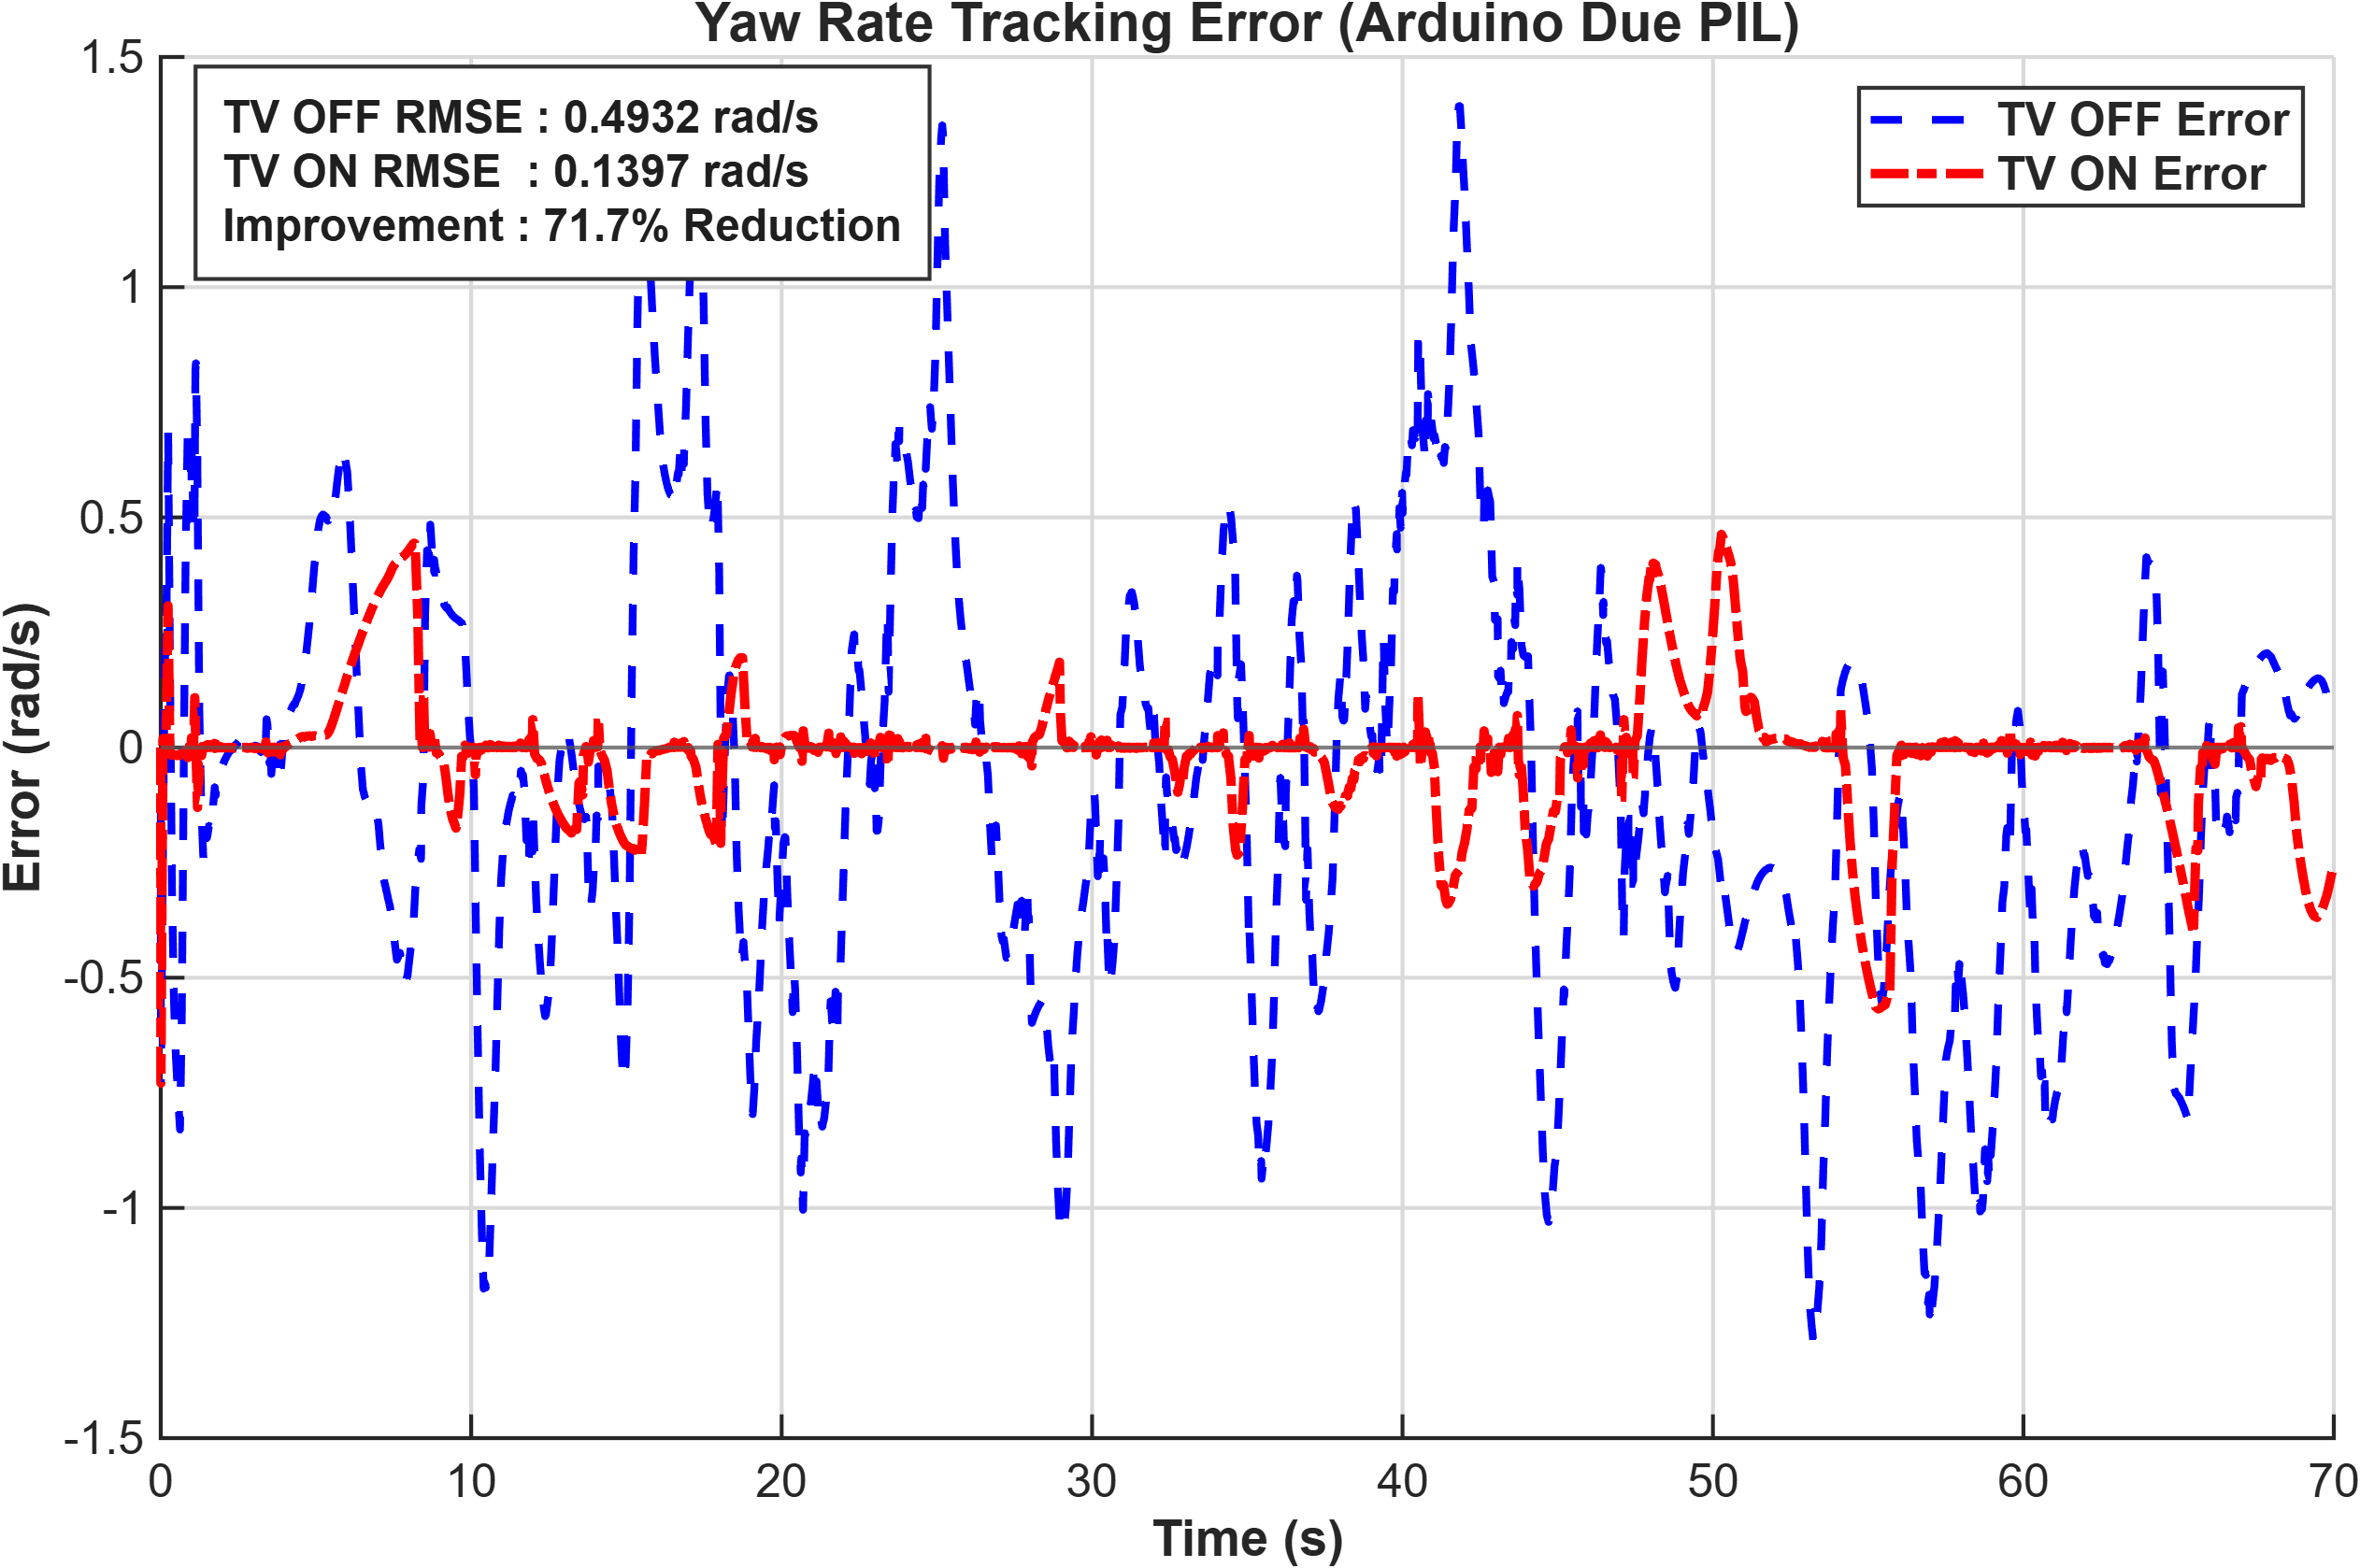 Yaw Rate Tracking Error (Arduino Due PIL)
TV OFF RMSE : 0.4932 rad/s
TV ON RMSE  : 0.1397 rad/s
Improvement : 71.7% Reduction
TV OFF Error
TV ON Error
1.5
1
0.5
0
-0.5
-1
-1.5
Error (rad/s)
0 10 20 30 40 50 60 70
Time (s)